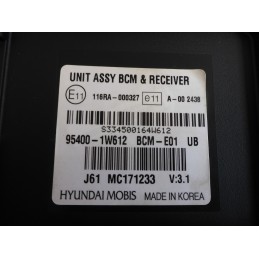 UNIT ASSY BCM & RECEIVER
E11 116RA-000327 e11 A-00 2438
S334500164W612
95400-1W612 BCM-E01 UB
J61 MC171233 V:3.1
HYUNDAI MOBIS MADE IN KOREA